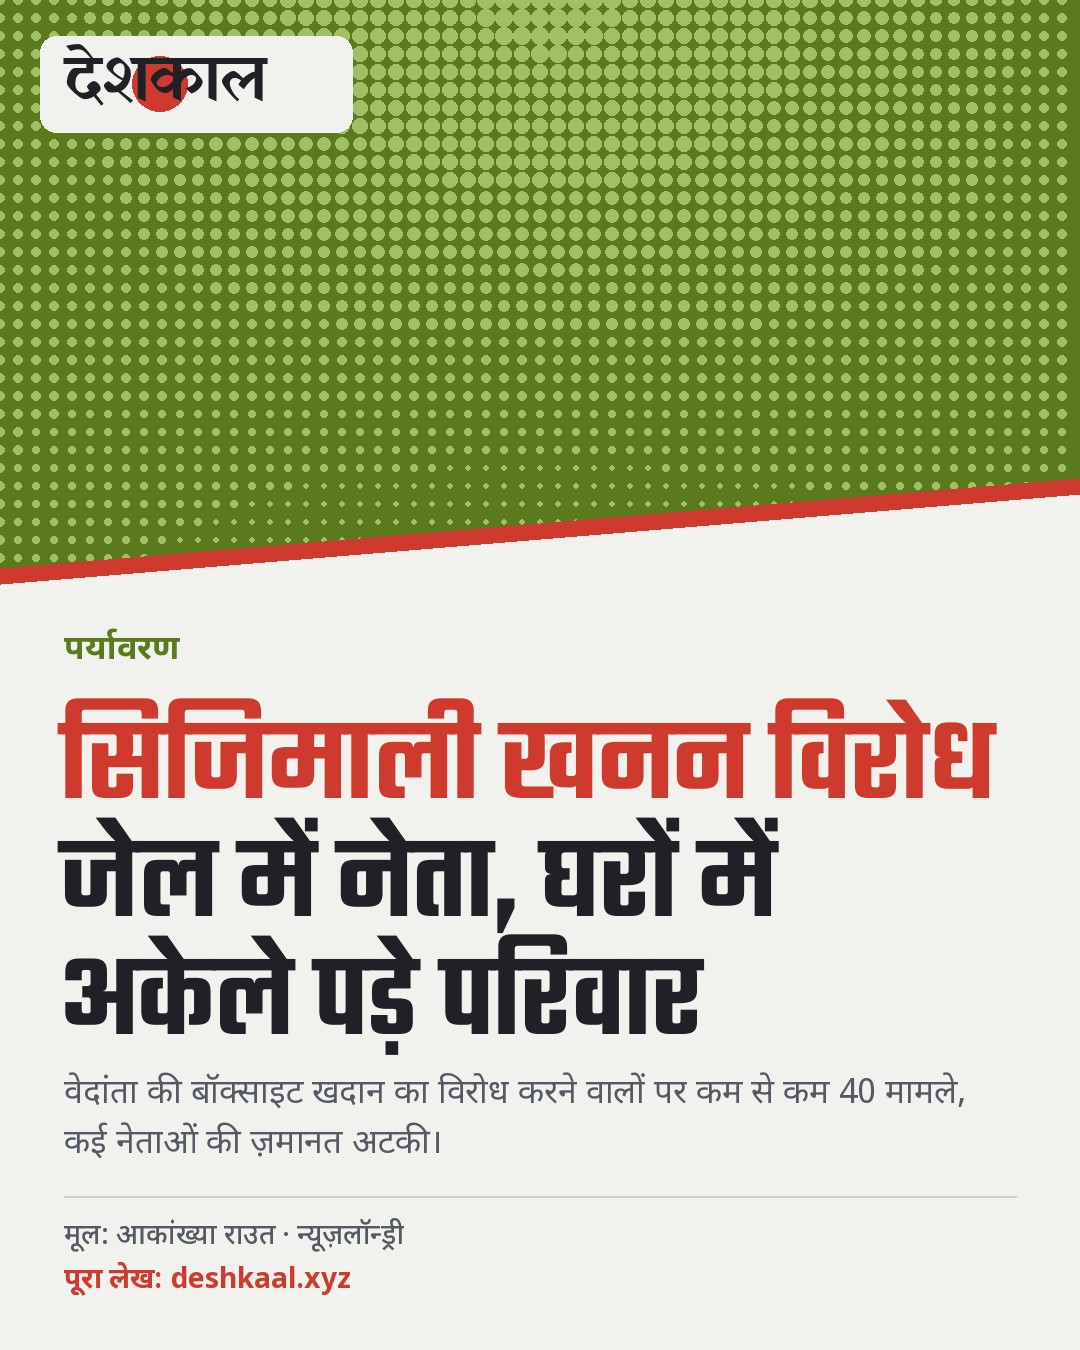 देशकाल
पर्यावरण
सिजिमाली खनन विरोध
जेल में नेता, घरों में
अकेले पड़े परिवार
वेदांता की बॉक्साइट खदान का विरोध करने वालों पर कम से कम 40 मामले,
कई नेताओं की ज़मानत अटकी।
मूल: आकांख्या राउत · न्यूज़लॉन्ड्री
पूरा लेख: deshkaal.xyz